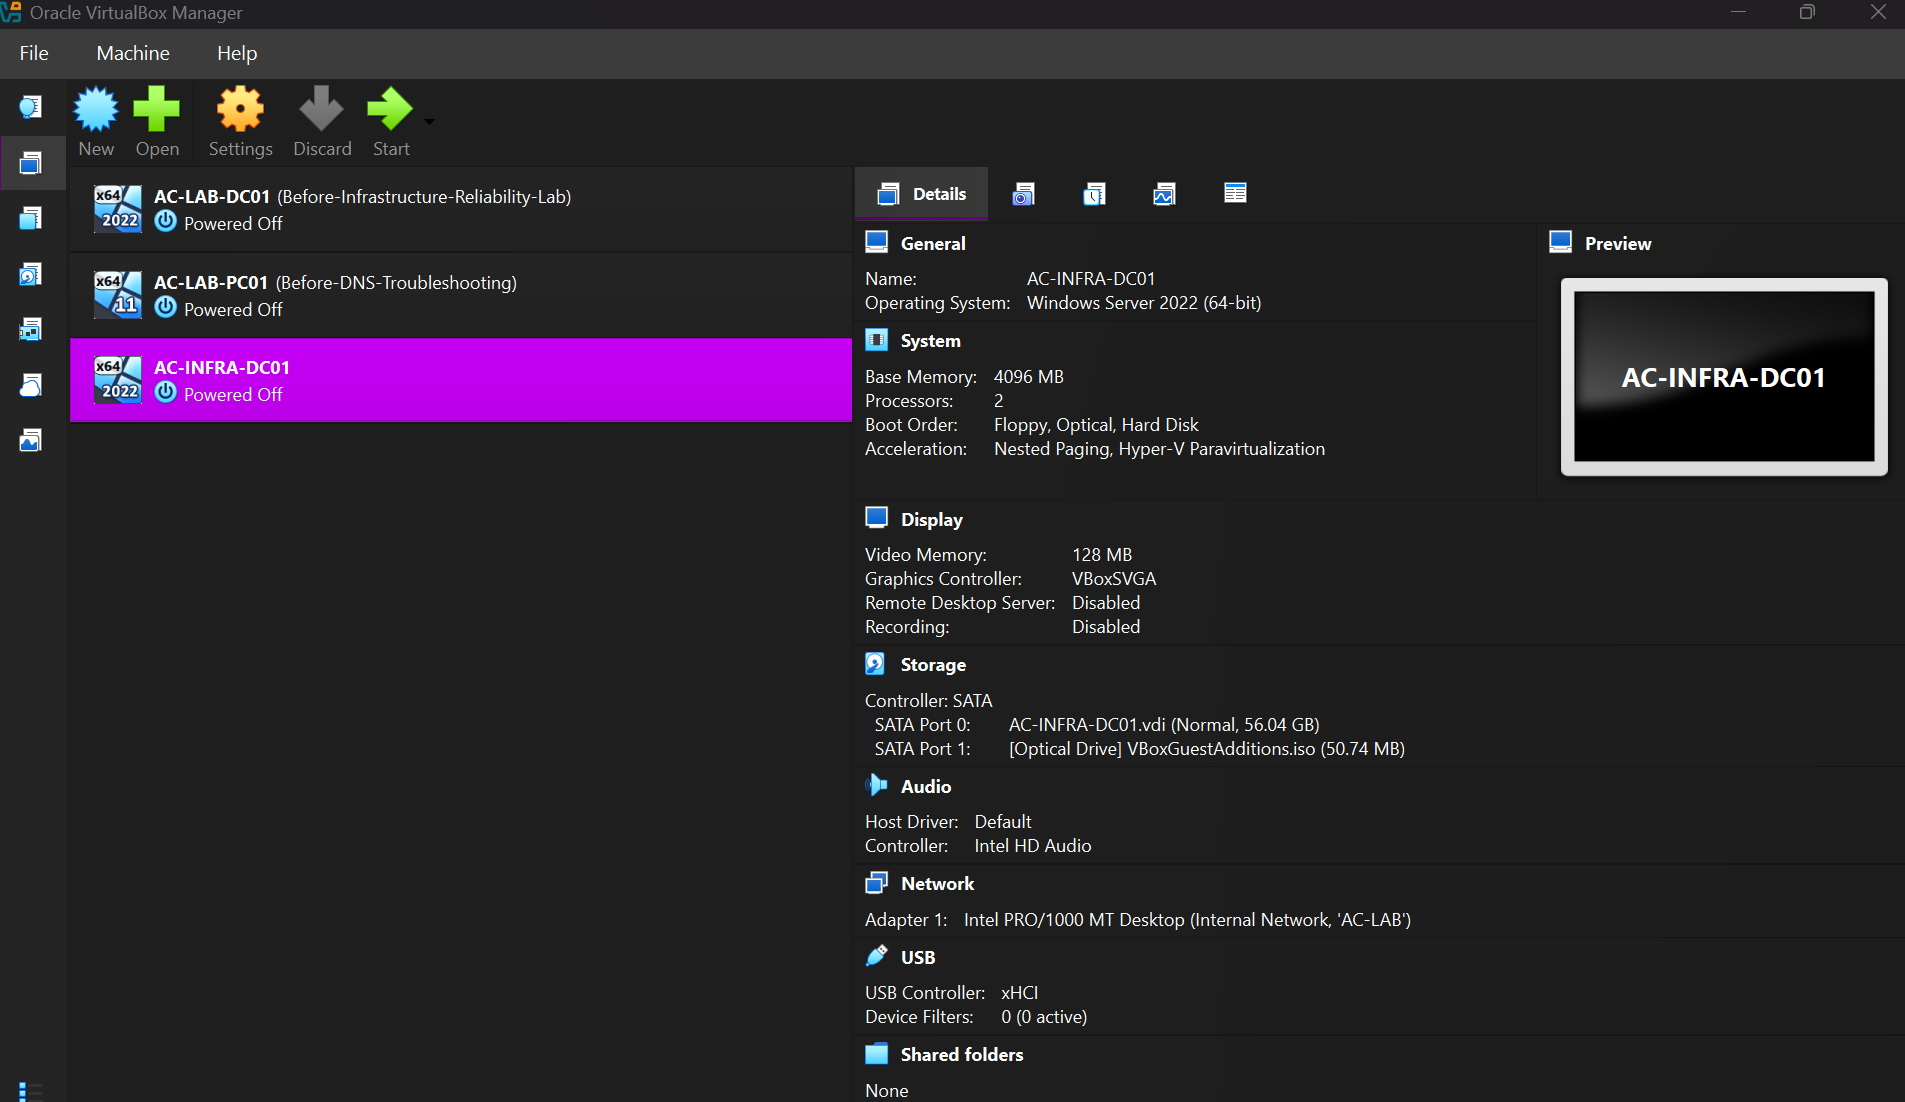 Oracle VirtualBox Manager
File Machine Help
New Open Settings Discard Start
x64 2022 AC-LAB-DC01 (Before-Infrastructure-Reliability-Lab)
Powered Off
x64 11 AC-LAB-PC01 (Before-DNS-Troubleshooting)
Powered Off
x64 2022 AC-INFRA-DC01
Powered Off
Details
General
Name: AC-INFRA-DC01
Operating System: Windows Server 2022 (64-bit)
Preview
AC-INFRA-DC01
System
Base Memory: 4096 MB
Processors: 2
Boot Order: Floppy, Optical, Hard Disk
Acceleration: Nested Paging, Hyper-V Paravirtualization
Display
Video Memory: 128 MB
Graphics Controller: VBoxSVGA
Remote Desktop Server: Disabled
Recording: Disabled
Storage
Controller: SATA
SATA Port 0: AC-INFRA-DC01.vdi (Normal, 56.04 GB)
SATA Port 1: [Optical Drive] VBoxGuestAdditions.iso (50.74 MB)
Audio
Host Driver: Default
Controller: Intel HD Audio
Network
Adapter 1: Intel PRO/1000 MT Desktop (Internal Network, 'AC-LAB')
USB
USB Controller: xHCI
Device Filters: 0 (0 active)
Shared folders
None